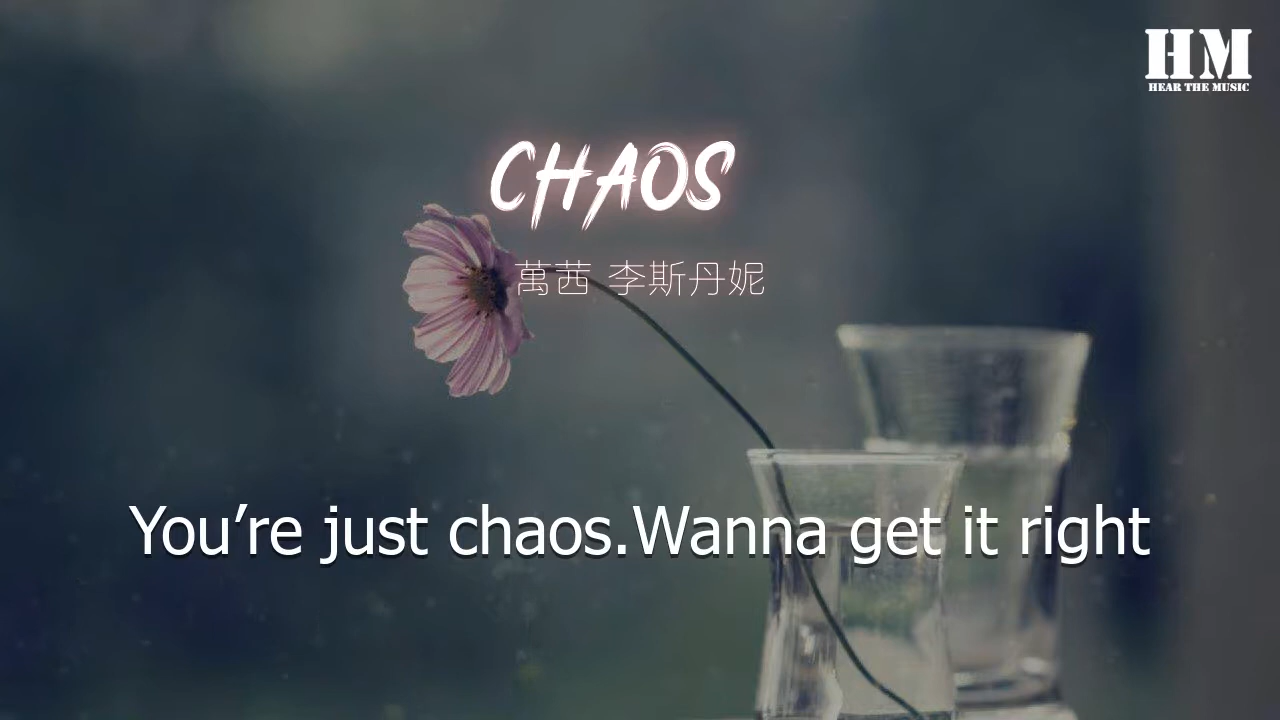 HM
HEAR THE MUSIC
CHAOS
萬茜 李斯丹妮
You’re just chaos.Wanna get it right